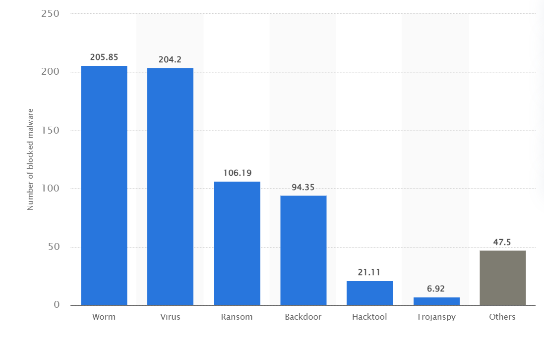 250
200
150
100
50
0
Number of blocked malware
205.85
204.2
106.19
94.35
21.11
6.92
47.5
Worm
Virus
Ransom
Backdoor
Hacktool
Trojanspy
Others